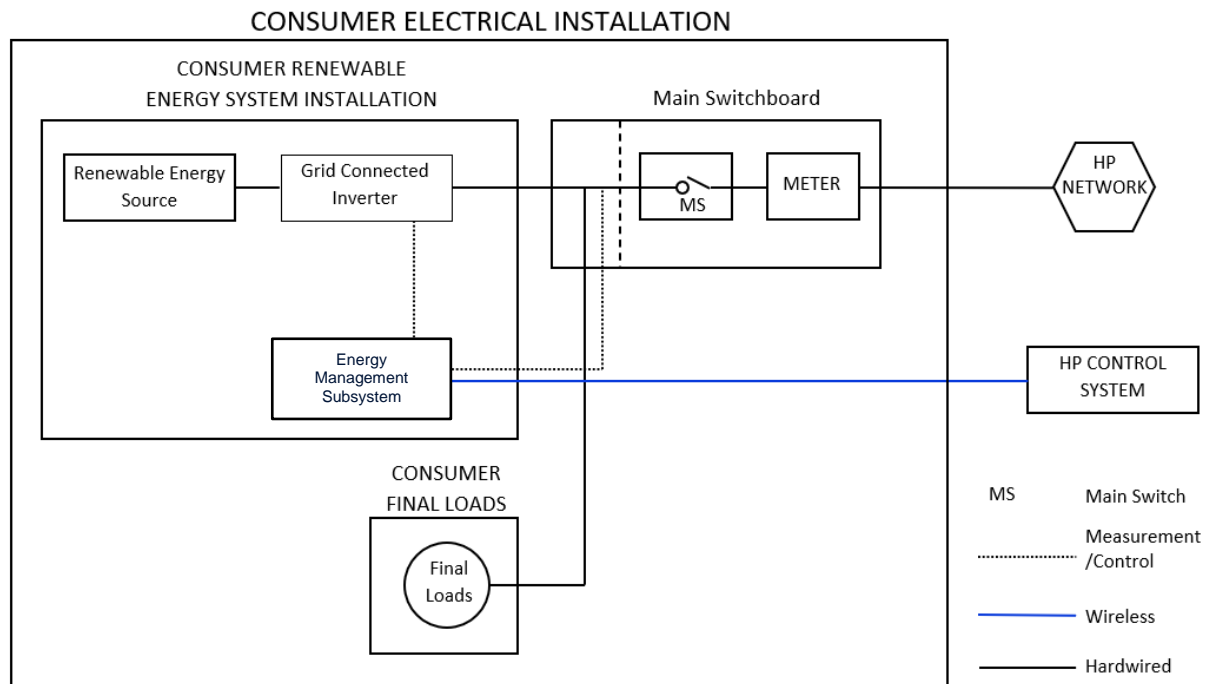 CONSUMER ELECTRICAL INSTALLATION
CONSUMER RENEWABLE
ENERGY SYSTEM INSTALLATION
Main Switchboard
Renewable Energy
Source
Grid Connected
Inverter
MS
METER
HP
NETWORK
Energy
Management
Subsystem
HP CONTROL
SYSTEM
CONSUMER
FINAL LOADS
Final
Loads
MS Main Switch
Measurement
/Control
Wireless
Hardwired